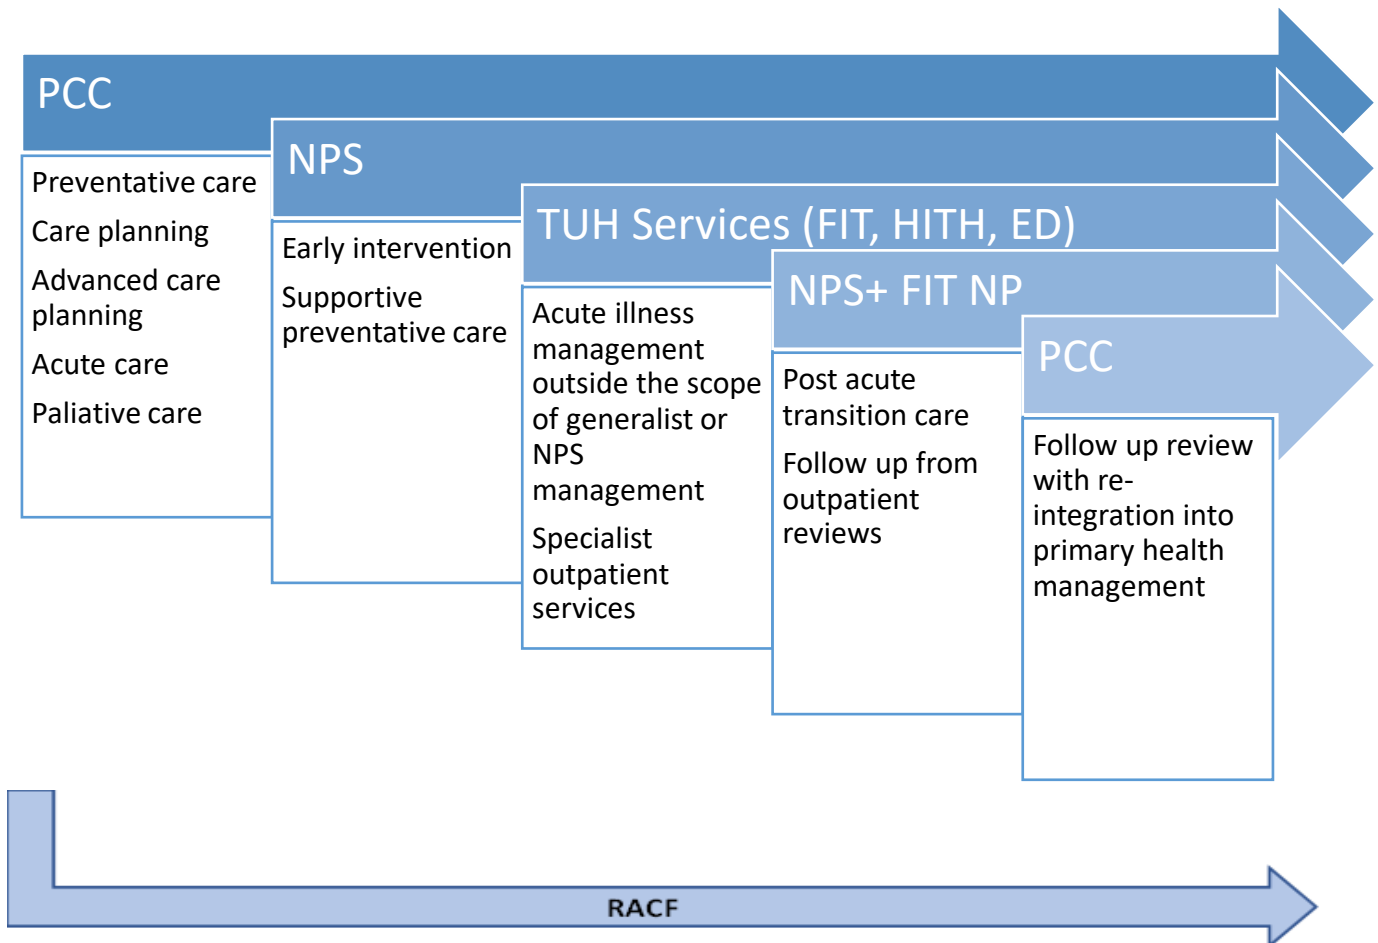 PCC
Preventative care
Care planning
Advanced care
planning
Acute care
Paliative care
NPS
Early intervention
Supportive
preventative care
TUH Services (FIT, HITH, ED)
Acute illness
management
outside the scope
of generalist or
NPS
management
Specialist
outpatient
services
NPS+ FIT NP
Post acute
transition care
Follow up from
outpatient
reviews
PCC
Follow up review
with re-
integration into
primary health
management
RACF